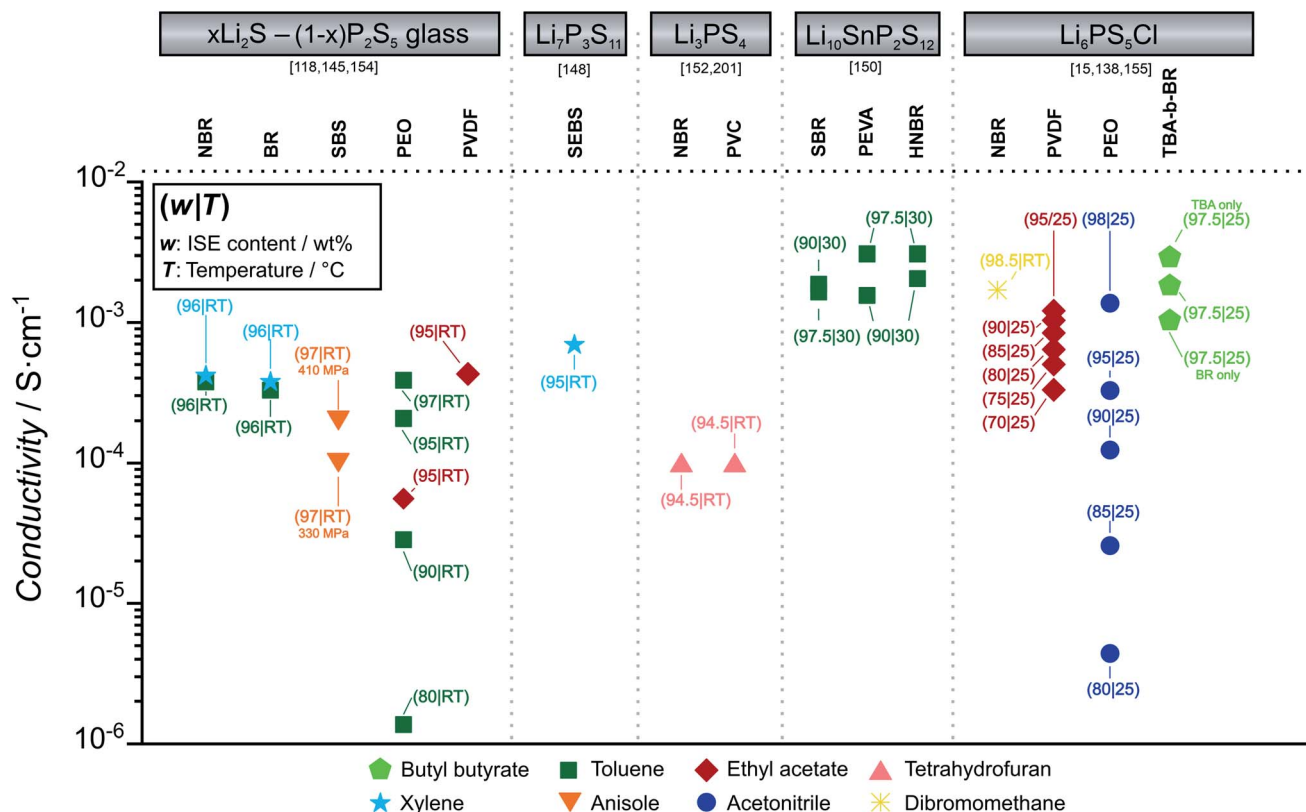 xLi₂S – (1-x)P₂S₅ glass
Li₇P₃S₁₁
Li₃PS₄
Li₁₀SnP₂S₁₂
Li₆PS₅Cl
[118,145,154]
[148]
[152,201]
[150]
[15,138,155]
NBR
BR
SBS
PEO
PVDF
SEBS
NBR
PVC
SBR
PEVA
HNBR
NBR
PVDF
PEO
TBA-b-BR
Conductivity / S·cm⁻¹
10⁻²
10⁻³
10⁻⁴
10⁻⁵
10⁻⁶
(w|T)
w: ISE content / wt%
T: Temperature / °C
(96|RT)
(96|RT)
(96|RT)
(96|RT)
(97|RT)
410 MPa
(97|RT)
330 MPa
(95|RT)
(97|RT)
(95|RT)
(95|RT)
(90|RT)
(80|RT)
(95|RT)
(94.5|RT)
(94.5|RT)
(90|30)
(97.5|30)
(97.5|30)
(90|30)
(98.5|RT)
(95/25)
(90|25)
(85|25)
(80|25)
(75|25)
(70|25)
(98|25)
(95|25)
(90|25)
(85|25)
(80|25)
TBA only
(97.5|25)
(97.5|25)
(97.5|25)
BR only
Butyl butyrate
Toluene
Ethyl acetate
Tetrahydrofuran
Xylene
Anisole
Acetonitrile
Dibromomethane